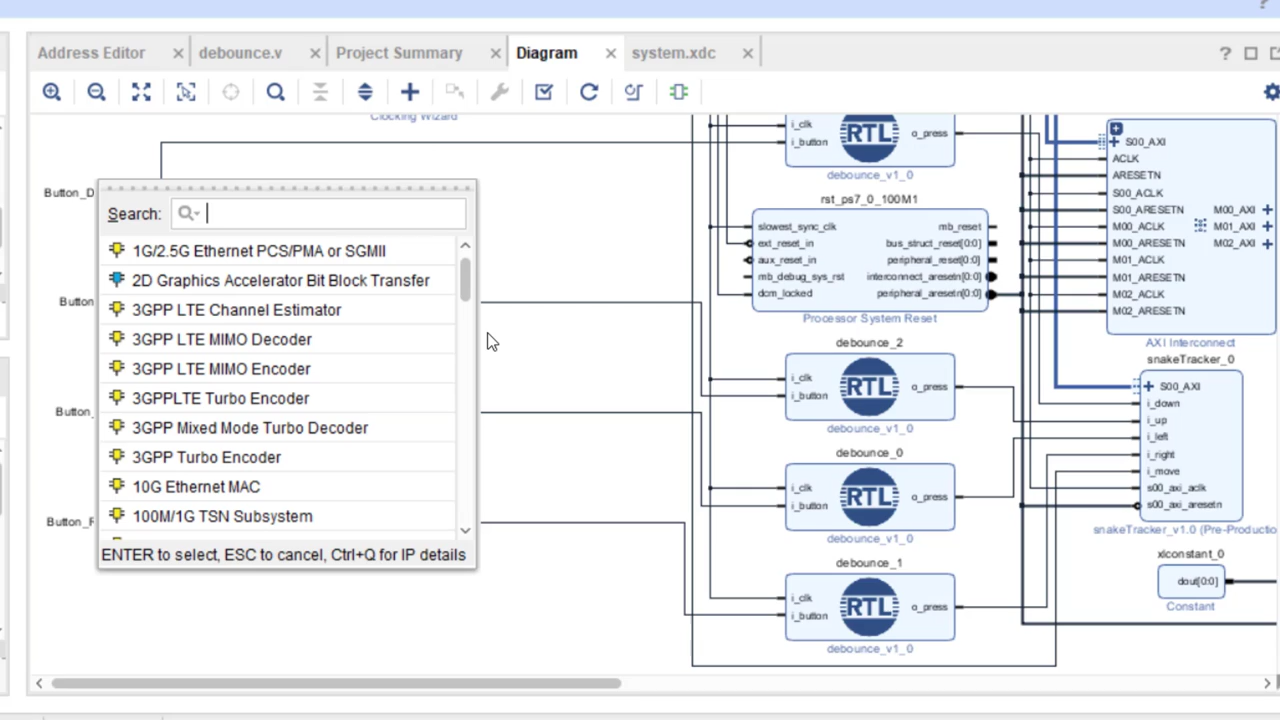 Address Editor
debounce.v
Project Summary
Diagram
system.xdc
?
Clocking Wizard
i_clk
i_button
RTL
o_press
debounce_v1_0
Button_D
Search:
1G/2.5G Ethernet PCS/PMA or SGMII
2D Graphics Accelerator Bit Block Transfer
3GPP LTE Channel Estimator
3GPP LTE MIMO Decoder
3GPP LTE MIMO Encoder
3GPPLTE Turbo Encoder
3GPP Mixed Mode Turbo Decoder
3GPP Turbo Encoder
10G Ethernet MAC
100M/1G TSN Subsystem
ENTER to select, ESC to cancel, Ctrl+Q for IP details
Button
Button_
Button_F
rst_ps7_0_100M1
slowest_sync_clk
ext_reset_in
aux_reset_in
mb_debug_sys_rst
dcm_locked
mb_reset
bus_struct_reset[0:0]
peripheral_reset[0:0]
interconnect_aresetn[0:0]
peripheral_aresetn[0:0]
Processor System Reset
debounce_2
i_clk
i_button
RTL
o_press
debounce_v1_0
debounce_0
i_clk
i_button
RTL
o_press
debounce_v1_0
debounce_1
i_clk
i_button
RTL
o_press
debounce_v1_0
S00_AXI
ACLK
ARESETN
S00_ACLK
S00_ARESETN
M00_ACLK
M00_ARESETN
M01_ACLK
M01_ARESETN
M02_ACLK
M02_ARESETN
M00_AXI
M01_AXI
M02_AXI
AXI Interconnect
snakeTracker_0
S00_AXI
i_down
i_up
i_left
i_right
i_move
s00_axi_aclk
s00_axi_aresetn
snakeTracker_v1.0 (Pre-Productio
xlconstant_0
dout[0:0]
Constant